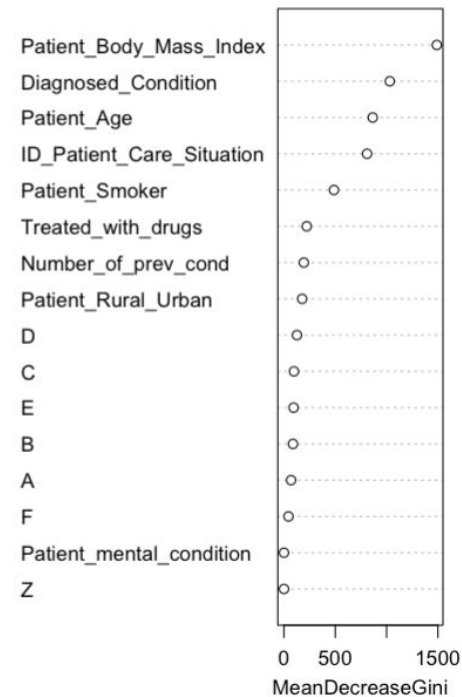 Patient_Body_Mass_Index
Diagnosed_Condition
Patient_Age
ID_Patient_Care_Situation
Patient_Smoker
Treated_with_drugs
Number_of_prev_cond
Patient_Rural_Urban
D
C
E
B
A
F
Patient_mental_condition
Z
0 500 1500
MeanDecreaseGini